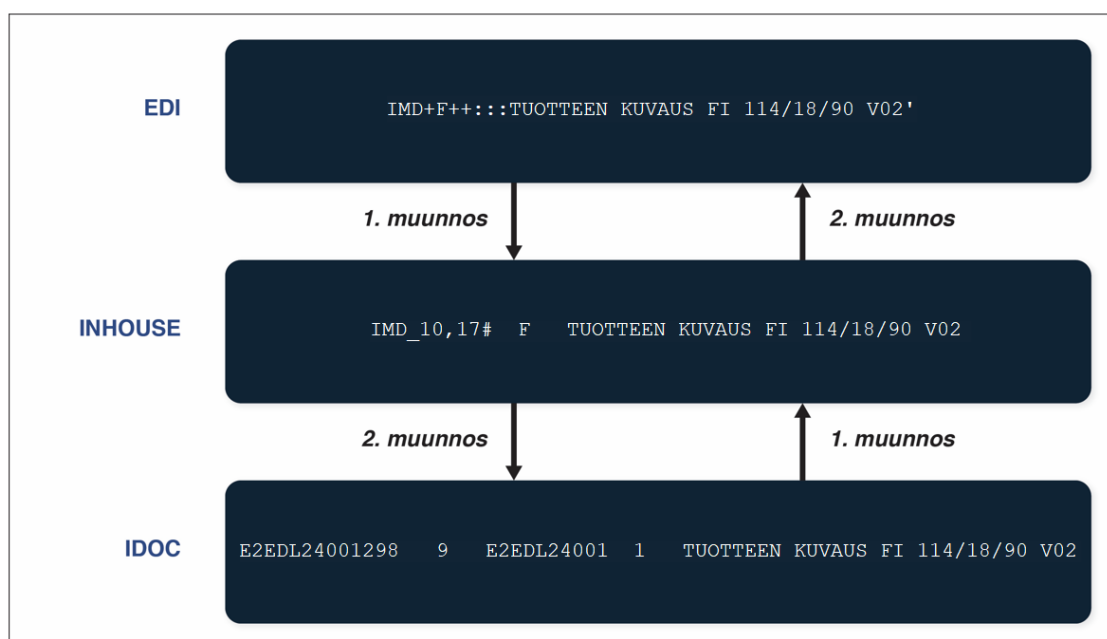 EDI
IMD+F++:::TUOTTEEN KUVAUS FI 114/18/90 V02'
1. muunnos
2. muunnos
INHOUSE
IMD_10,17#  F   TUOTTEEN KUVAUS FI 114/18/90 V02
2. muunnos
1. muunnos
IDOC
E2EDL24001298   9   E2EDL24001  1   TUOTTEEN KUVAUS FI 114/18/90 V02